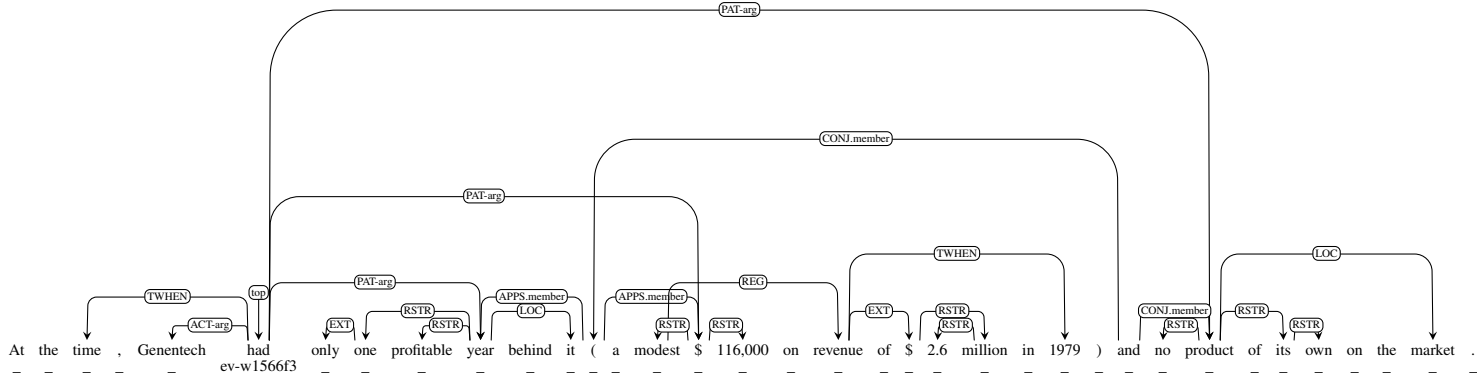 PAT-arg
CONJ.member
PAT-arg
TWHEN LOC
PAT-arg REG
TWHEN top APPS.member APPS.member
RSTR LOC EXT RSTR CONJ.member RSTR
ACT-arg EXT RSTR RSTR RSTR RSTR RSTR RSTR
At the time , Genentech had only one profitable year behind it ( a modest $ 116,000 on revenue of $ 2.6 million in 1979 ) and no product of its own on the market .
ev-w1566f3
_ _ _ _ _ _ _ _ _ _ _ _ _ _ _ _ _ _ _ _ _ _ _ _ _ _ _ _ _ _ _ _ _ _ _